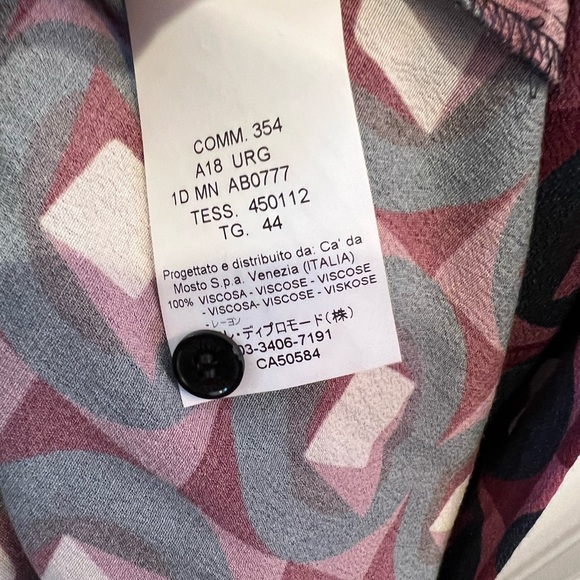 COMM. 354
A18 URG
1D MN AB0777
TESS. 450112
TG. 44
Progettato e distribuito da: Ca' da
Mosto S.p.a. Venezia (ITALIA)
100% VISCOSA - VISCOSE - VISCOSE
- VISCOSA- VISCOSE - VISKOSE
- レーヨン
ディプロモード(株)
03-3406-7191
CA50584